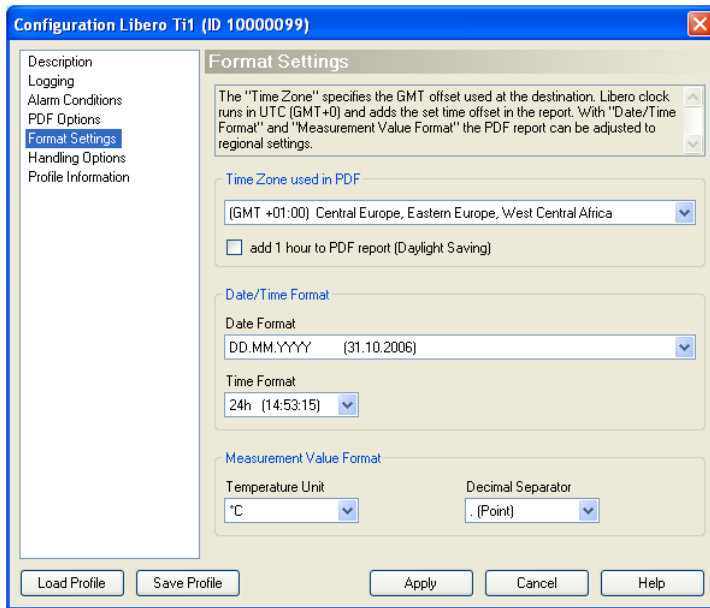 Configuration Libero Ti1 (ID 10000099)
Description
Logging
Alarm Conditions
PDF Options
Format Settings
Handling Options
Profile Information
Format Settings
The "Time Zone" specifies the GMT offset used at the destination. Libero clock
runs in UTC (GMT+0) and adds the set time offset in the report. With "Date/Time
Format" and "Measurement Value Format" the PDF report can be adjusted to
regional settings.
Time Zone used in PDF
(GMT +01:00) Central Europe, Eastern Europe, West Central Africa
add 1 hour to PDF report (Daylight Saving)
Date/Time Format
Date Format
DD.MM.YYYY (31.10.2006)
Time Format
24h (14:53:15)
Measurement Value Format
Temperature Unit
Decimal Separator
°C
. (Point)
Load Profile
Save Profile
Apply
Cancel
Help